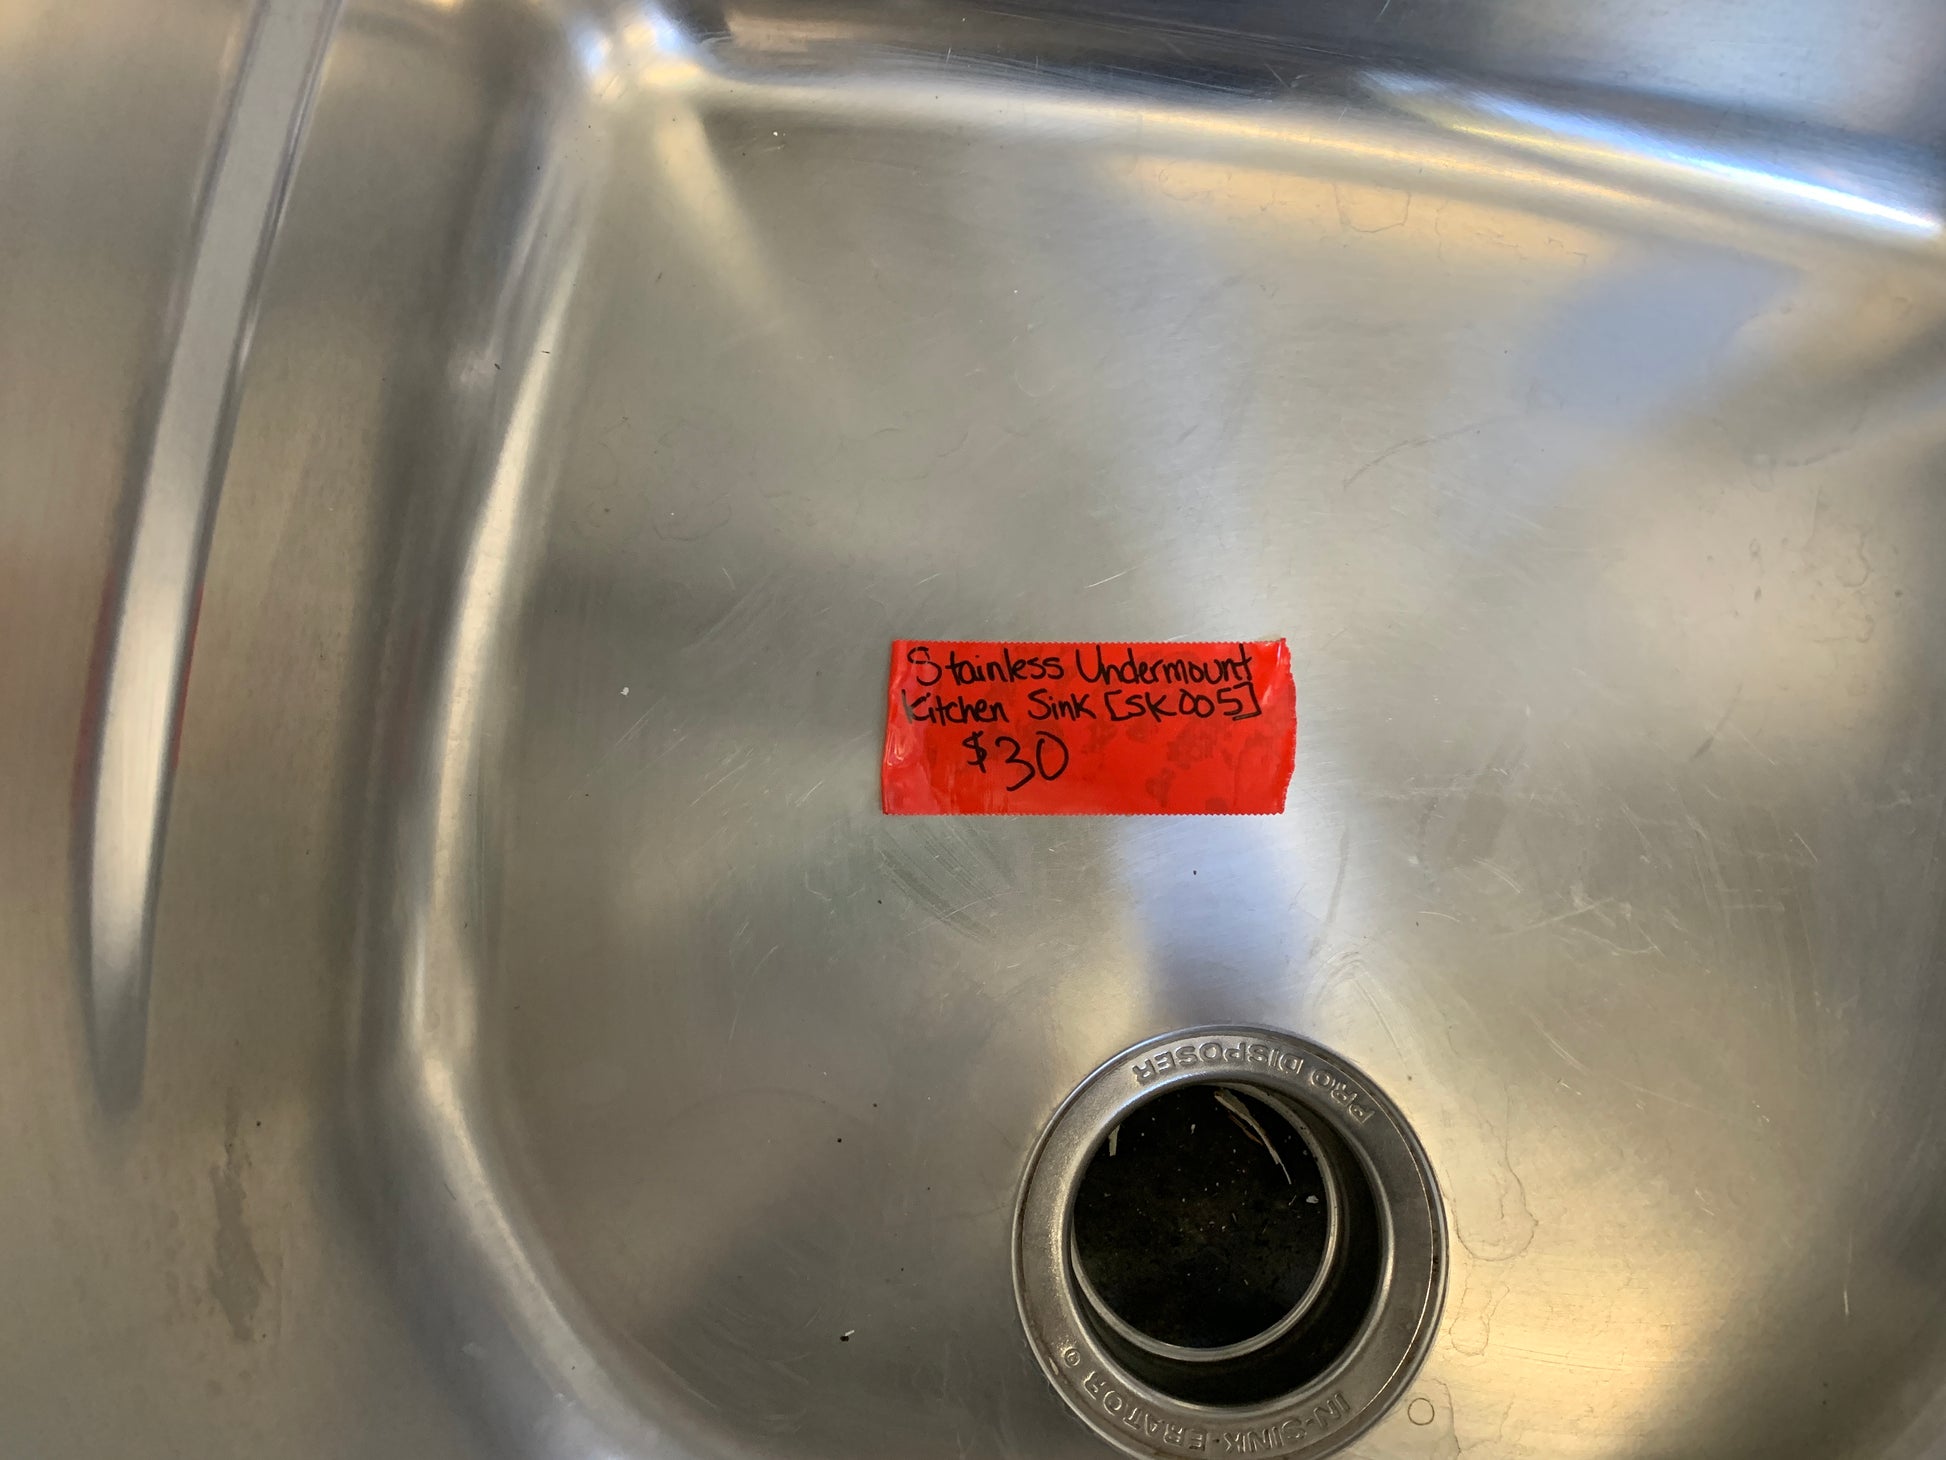 Stainless Undermount
Kitchen Sink [SK005]
$30
PRO DISPOSER
IN-SINK-ERATOR ®